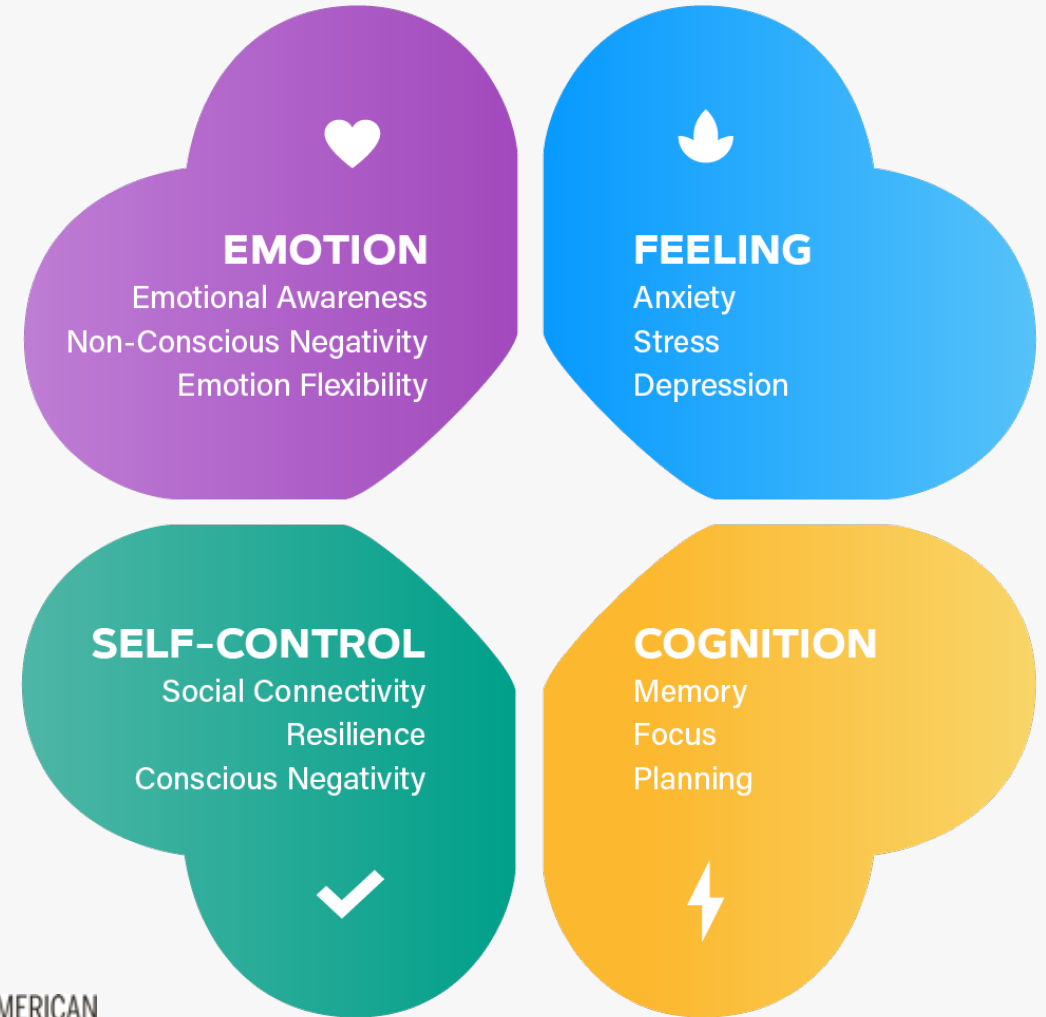 EMOTION
Emotional Awareness
Non-Conscious Negativity
Emotion Flexibility
FEELING
Anxiety
Stress
Depression
SELF-CONTROL
Social Connectivity
Resilience
Conscious Negativity
COGNITION
Memory
Focus
Planning